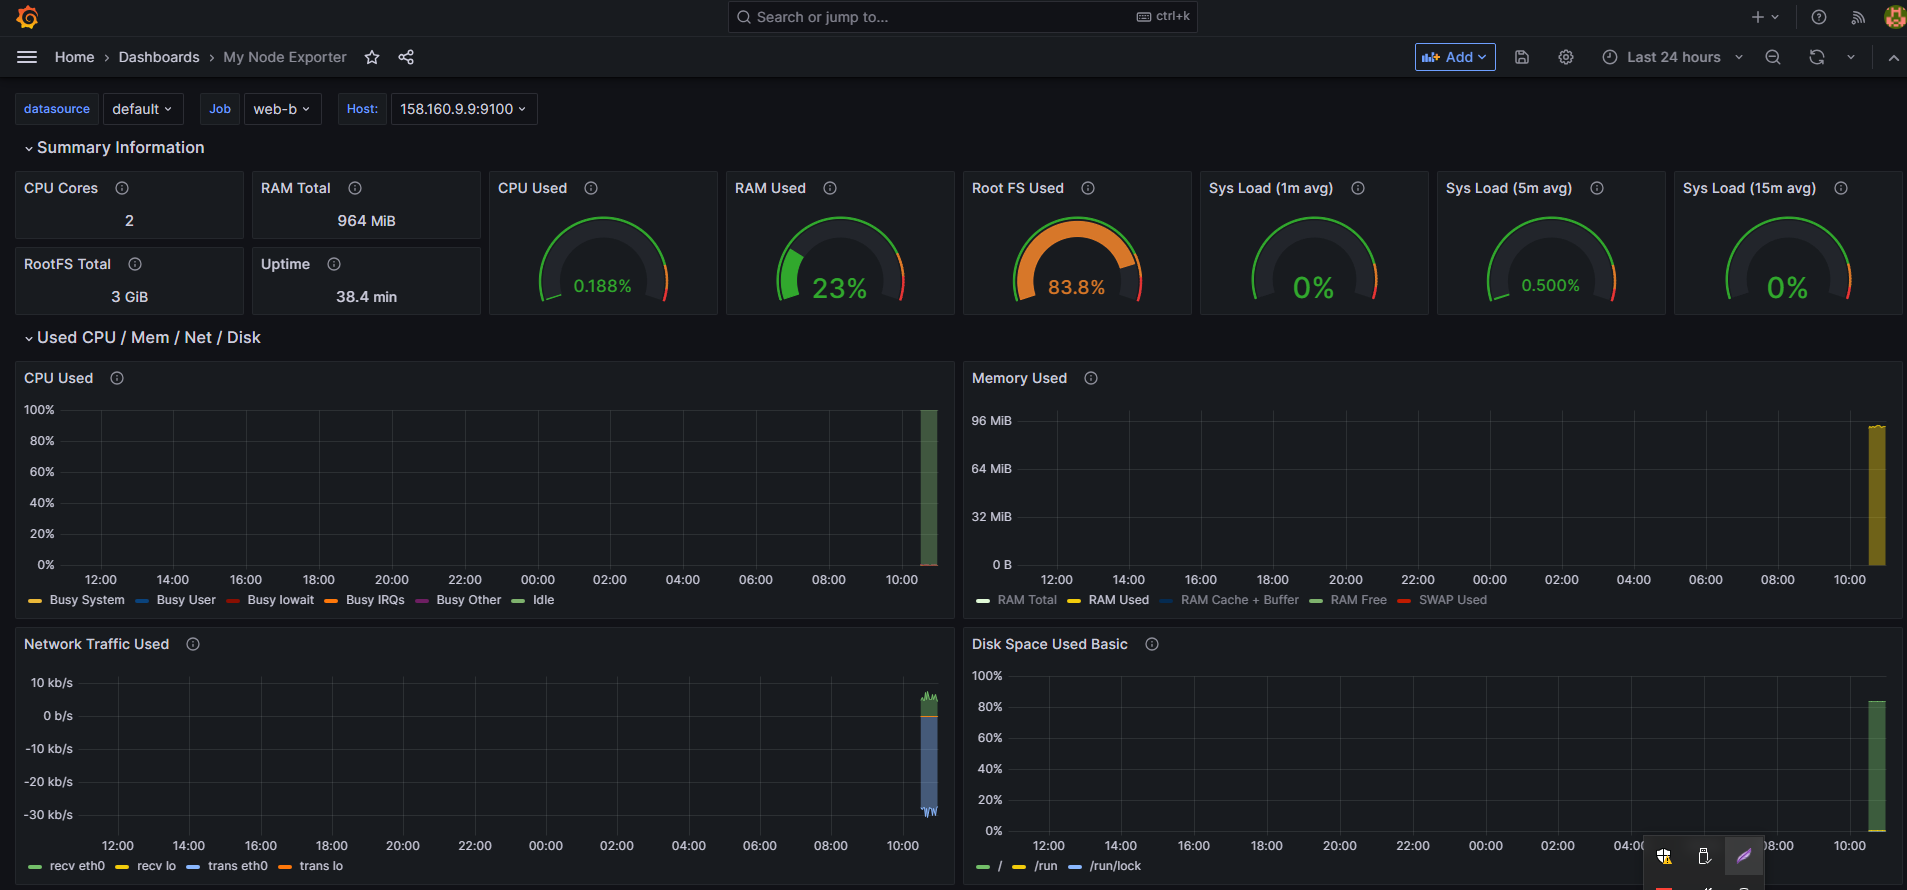 Search or jump to...
ctrl+k
Home › Dashboards › My Node Exporter
Add
Last 24 hours
datasource default Job web-b Host: 158.160.9.9:9100
Summary Information
CPU Cores
2
RAM Total
964 MiB
RootFS Total
3 GiB
Uptime
38.4 min
CPU Used
0.188%
RAM Used
23%
Root FS Used
83.8%
Sys Load (1m avg)
0%
Sys Load (5m avg)
0.500%
Sys Load (15m avg)
0%
Used CPU / Mem / Net / Disk
CPU Used
100%
80%
60%
40%
20%
0%
12:00 14:00 16:00 18:00 20:00 22:00 00:00 02:00 04:00 06:00 08:00 10:00
Busy System Busy User Busy Iowait Busy IRQs Busy Other Idle
Memory Used
96 MiB
64 MiB
32 MiB
0 B
12:00 14:00 16:00 18:00 20:00 22:00 00:00 02:00 04:00 06:00 08:00 10:00
RAM Total RAM Used RAM Cache + Buffer RAM Free SWAP Used
Network Traffic Used
10 kb/s
0 b/s
-10 kb/s
-20 kb/s
-30 kb/s
12:00 14:00 16:00 18:00 20:00 22:00 00:00 02:00 04:00 06:00 08:00 10:00
recv eth0 recv lo trans eth0 trans lo
Disk Space Used Basic
100%
80%
60%
40%
20%
0%
12:00 14:00 16:00 18:00 20:00 22:00 00:00 02:00 08:00 10:00
/ /run /run/lock